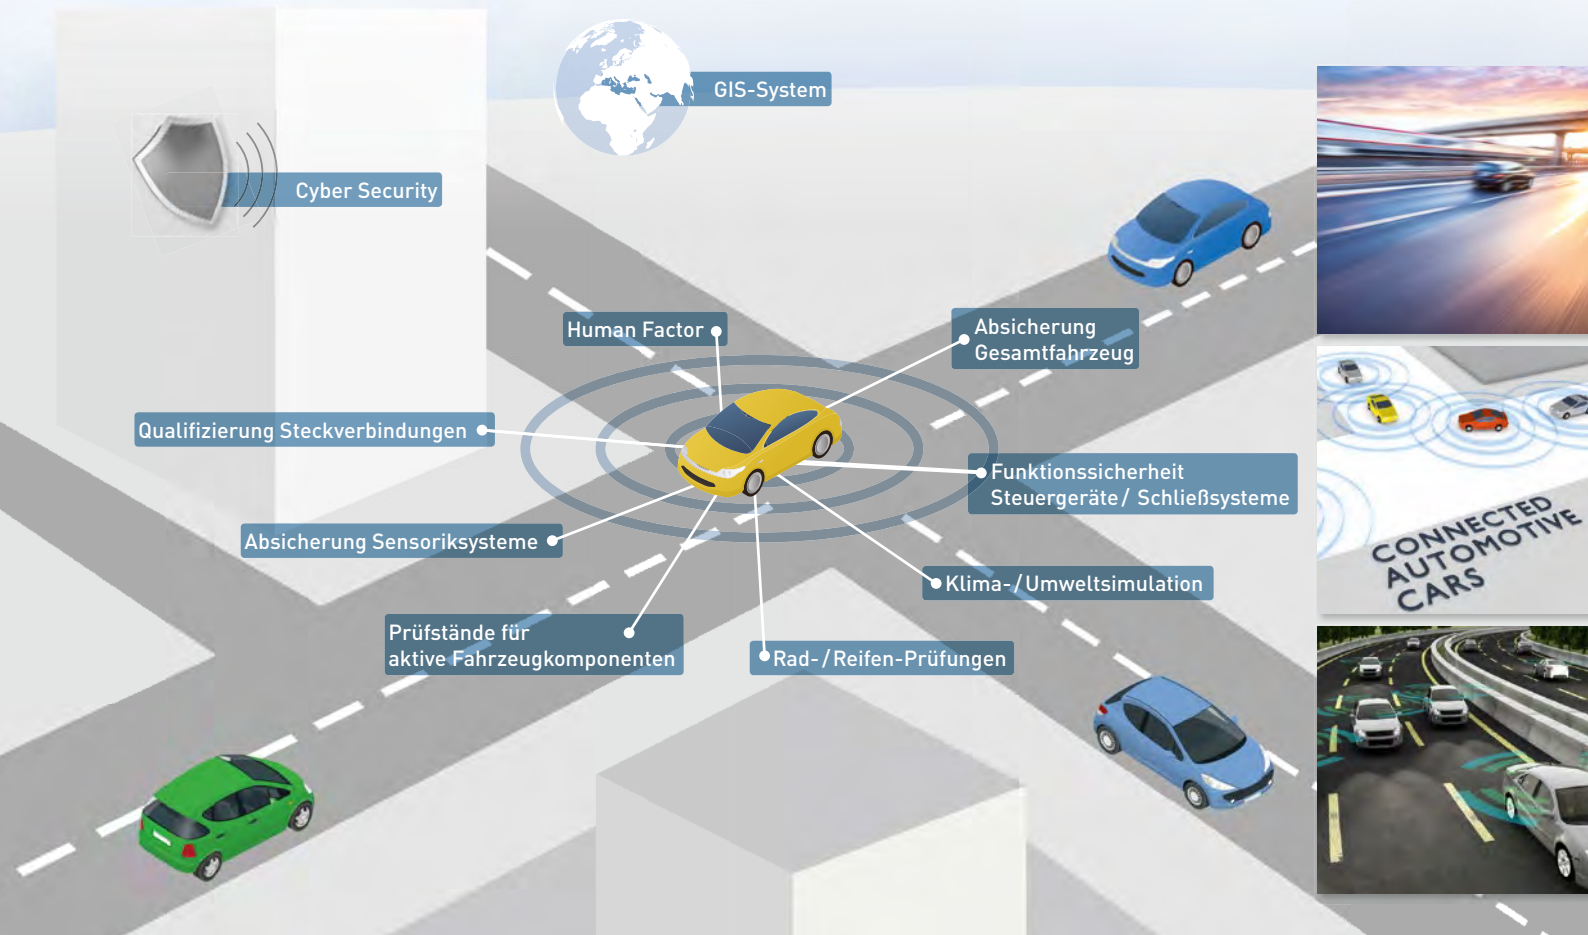 GIS-System
Cyber Security
Human Factor
Absicherung
Gesamtfahrzeug
Qualifizierung Steckverbindungen
Funktionssicherheit
Steuergeräte / Schließsysteme
Absicherung Sensoriksysteme
Klima-/Umweltsimulation
Prüfstände für
aktive Fahrzeugkomponenten
Rad-/Reifen-Prüfungen
CONNECTED
AUTOMOTIVE
CARS